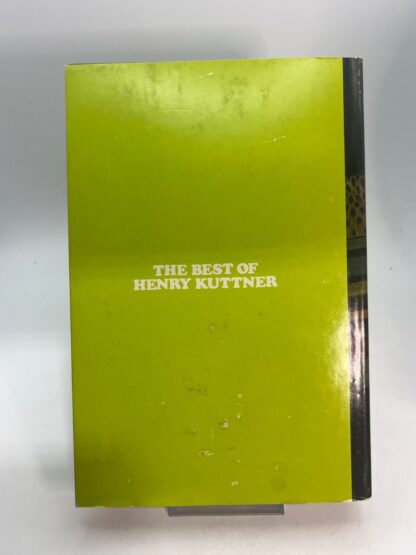 THE BEST OF
HENRY KUTTNER